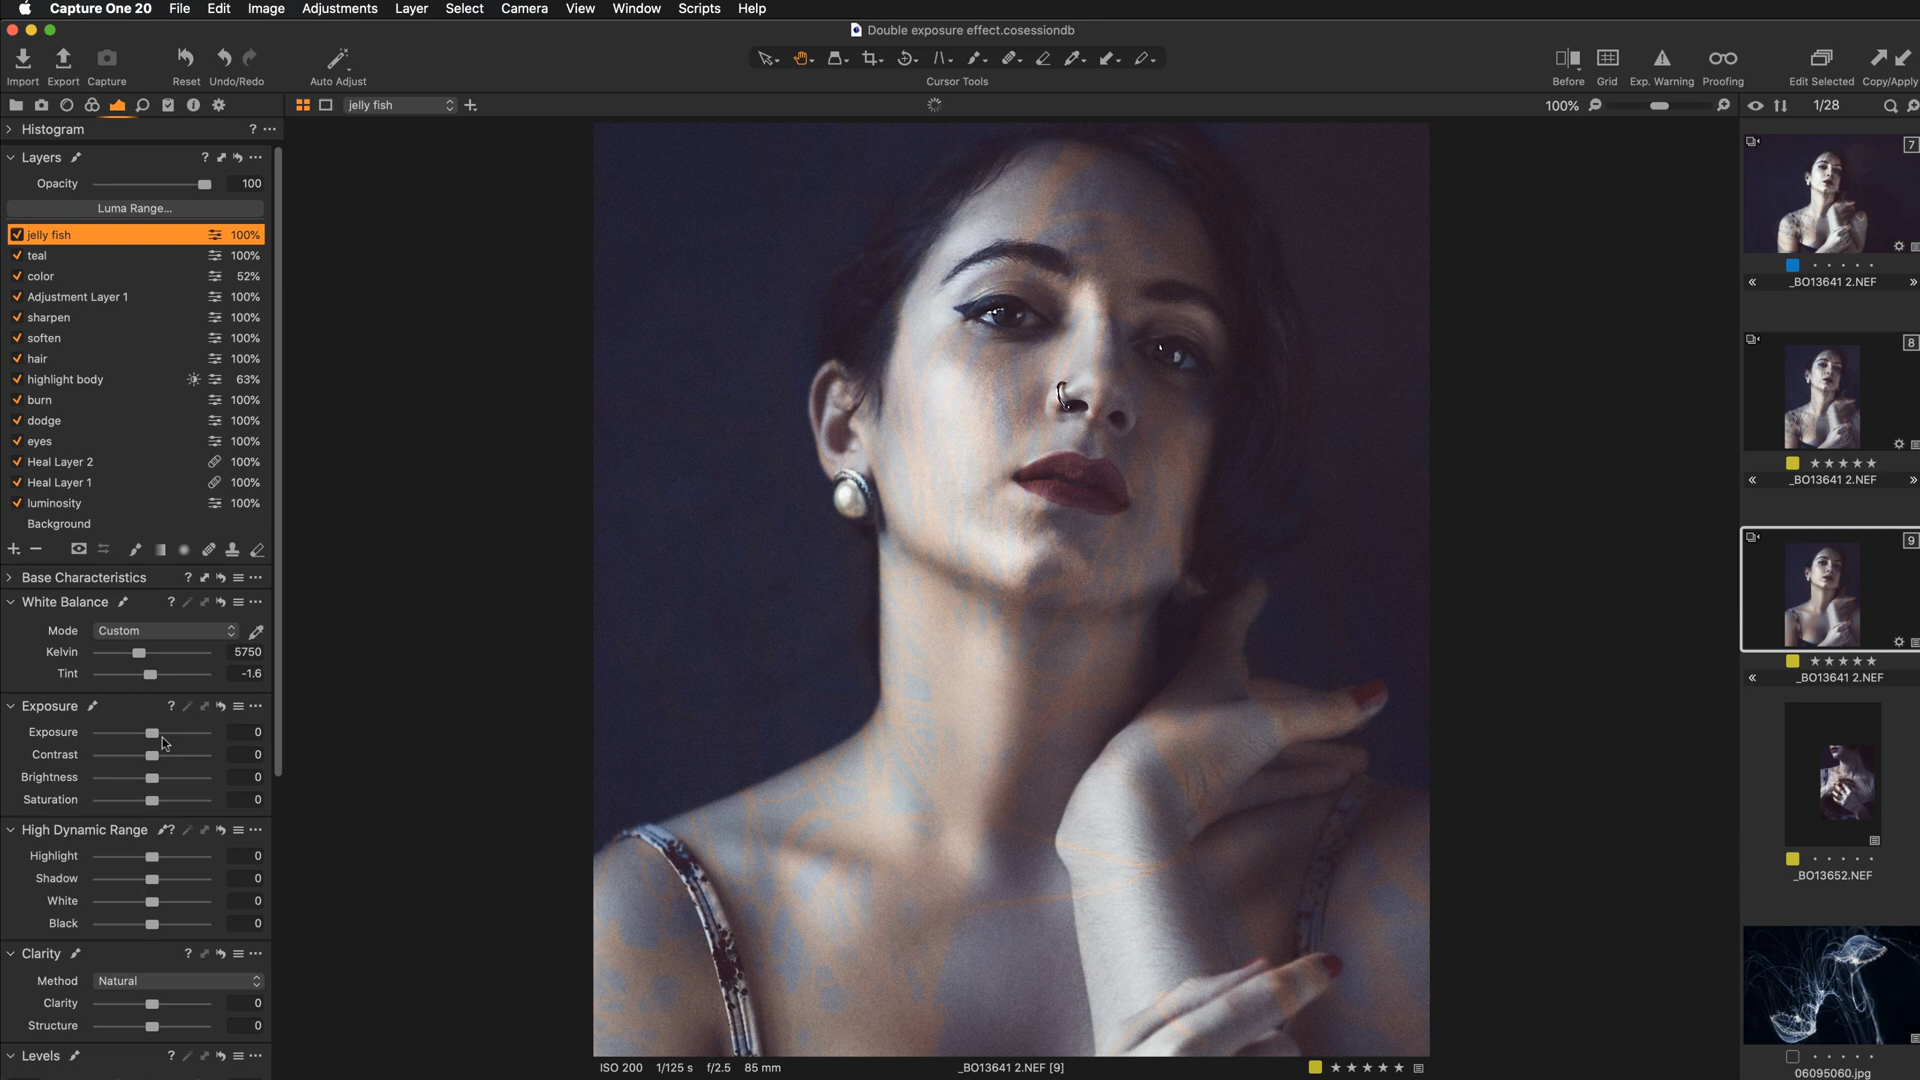 Capture One 20 File Edit Image Adjustments Layer Select Camera View Window Scripts Help
Double exposure effect.cosessiondb
Import Export Capture Reset Undo/Redo Auto Adjust Cursor Tools Before Grid Exp. Warning Proofing Edit Selected Copy/Apply
jelly fish 100% 1/28
Histogram ? ...
Layers ? ...
Opacity 100
Luma Range...
jelly fish 100%
teal 100%
color 52%
Adjustment Layer 1 100%
sharpen 100%
soften 100%
hair 100%
highlight body 63%
burn 100%
dodge 100%
eyes 100%
Heal Layer 2 100%
Heal Layer 1 100%
luminosity 100%
Background
Base Characteristics ? ...
White Balance ? ...
Mode Custom
Kelvin 5750
Tint -1.6
Exposure ? ...
Exposure 0
Contrast 0
Brightness 0
Saturation 0
High Dynamic Range ? ...
Highlight 0
Shadow 0
White 0
Black 0
Clarity ? ...
Method Natural
Clarity 0
Structure 0
Levels ? ...
ISO 200 1/125 s f/2.5 85 mm _BO13641 2.NEF [9]
7
_BO13641 2.NEF
8
_BO13641 2.NEF
9
_BO13641 2.NEF
_BO13652.NEF
06095060.jpg